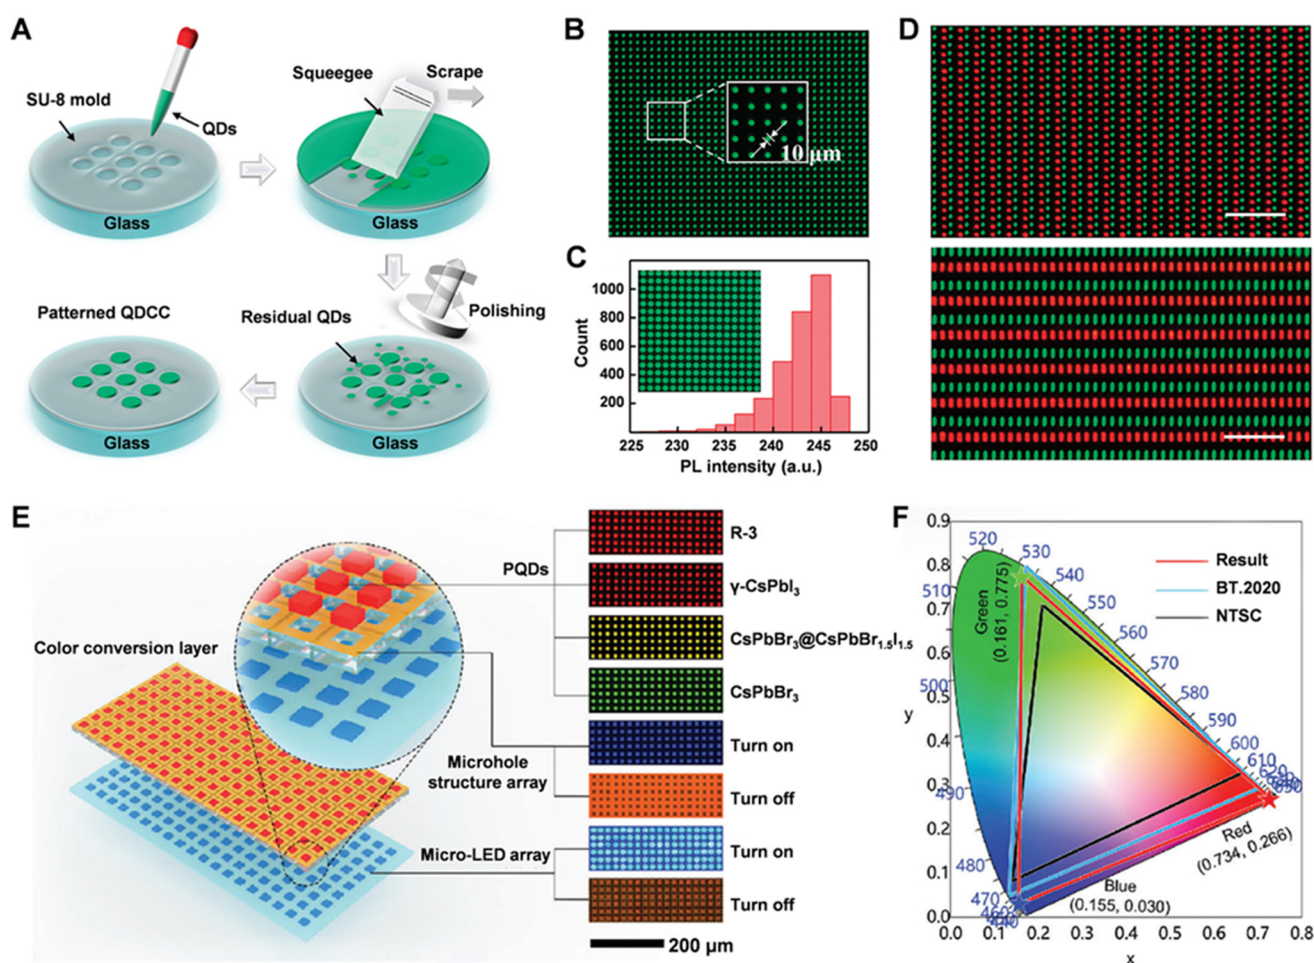 A
SU-8 mold
QDs
Glass
Squeegee
Scrape
Glass
Patterned QDCC
Residual QDs
Polishing
Glass
Glass
B
10 μm
C
Count
1000
800
600
400
200
225
230
235
240
245
250
PL intensity (a.u.)
D
E
Color conversion layer
PQDs
Microhole
structure array
Micro-LED array
R-3
γ-CsPbI3
CsPbBr3@CsPbBr1.5I1.5
CsPbBr3
Turn on
Turn off
Turn on
Turn off
200 μm
F
y
0.9
0.8
0.7
0.6
0.5
0.4
0.3
0.2
0.1
0.0
0.0
0.1
0.2
0.3
0.4
0.5
0.6
0.7
0.8
x
Result
BT.2020
NTSC
520
530
540
510
550
560
570
500
580
590
600
610
620
490
480
470
460
Green
(0.161, 0.775)
Red
(0.734, 0.266)
Blue
(0.155, 0.030)